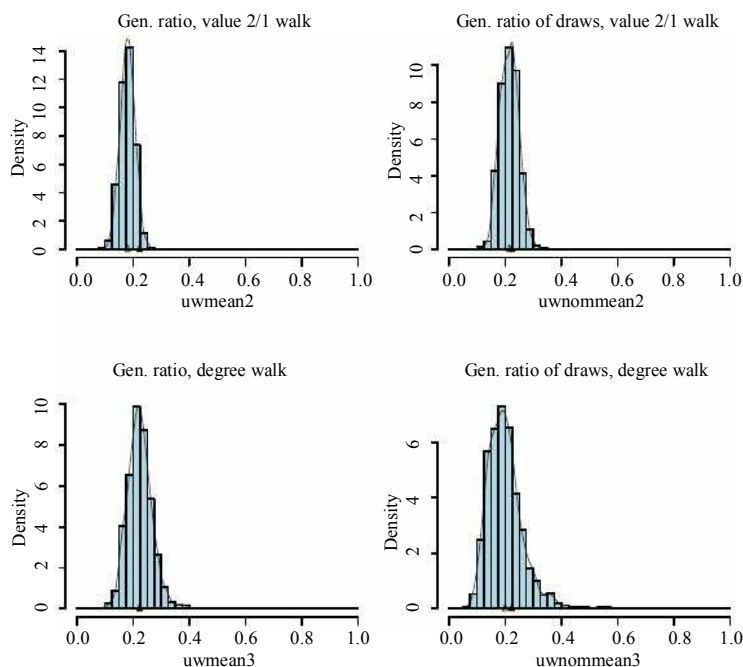 Gen. ratio, value 2/1 walk
Density
0 2 4 6 8 10 12 14
0.0 0.2 0.4 0.6 0.8 1.0
uwmean2
Gen. ratio of draws, value 2/1 walk
Density
0 2 4 6 8 10
0.0 0.2 0.4 0.6 0.8 1.0
uwnommean2
Gen. ratio, degree walk
Density
0 2 4 6 8 10
0.0 0.2 0.4 0.6 0.8 1.0
uwmean3
Gen. ratio of draws, degree walk
Density
0 2 4 6
0.0 0.2 0.4 0.6 0.8 1.0
uwnommean3